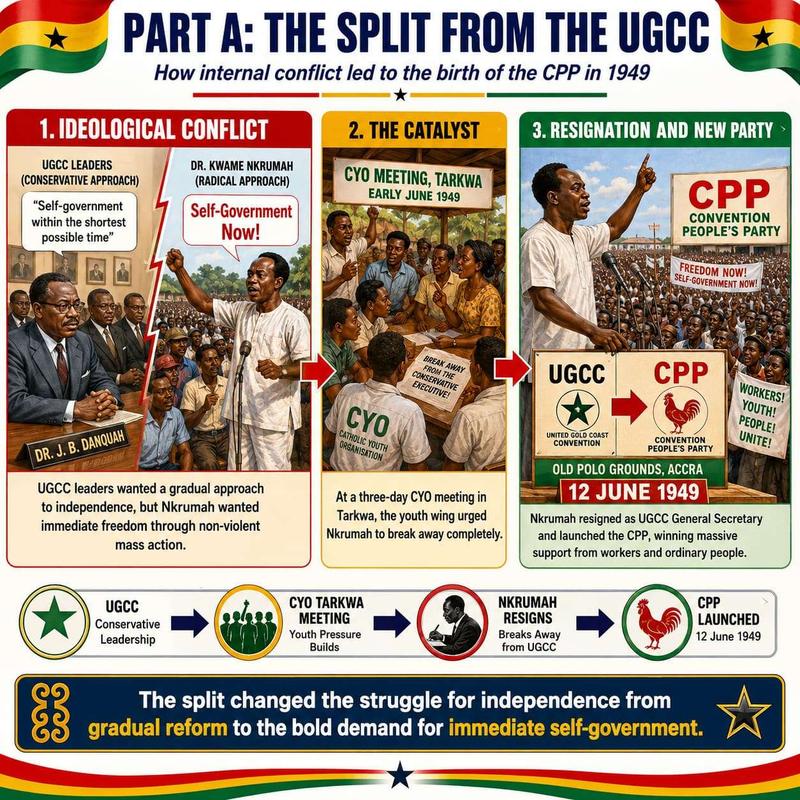 PART A: THE SPLIT FROM THE UGCC
How internal conflict led to the birth of the CPP in 1949
1. IDEOLOGICAL CONFLICT
UGCC LEADERS
(CONSERVATIVE APPROACH)
"Self-government
within the shortest
possible time"
DR. KWAME NKRUMAH
(RADICAL APPROACH)
Self-Government
Now!
DR. J. B. DANQUAH
UGCC leaders wanted a gradual approach
to independence, but Nkrumah wanted
immediate freedom through non-violent
mass action.
2. THE CATALYST
CYO MEETING, TARKWA
EARLY JUNE 1949
BREAK AWAY
FROM THE
CONSERVATIVE
EXECUTIVE!
CYO
CATHOLIC YOUTH
ORGANISATION
At a three-day CYO meeting in
Tarkwa, the youth wing urged
Nkrumah to break away completely.
3. RESIGNATION AND NEW PARTY
CPP
CONVENTION
PEOPLE'S PARTY
FREEDOM NOW!
SELF-GOVERNMENT NOW!
WORKERS!
YOUTH!
PEOPLE!
UNITE!
UGCC
UNITED GOLD COAST
CONVENTION
CPP
CONVENTION
PEOPLE'S PARTY
OLD POLO GROUNDS, ACCRA
12 JUNE 1949
Nkrumah resigned as UGCC General Secretary
and launched the CPP, winning massive
support from workers and ordinary people.
UGCC
Conservative
Leadership
CYO TARKWA
MEETING
Youth Pressure
Builds
NKRUMAH
RESIGNS
Breaks Away
from UGCC
CPP
LAUNCHED
12 June 1949
The split changed the struggle for independence from
gradual reform to the bold demand for immediate self-government.